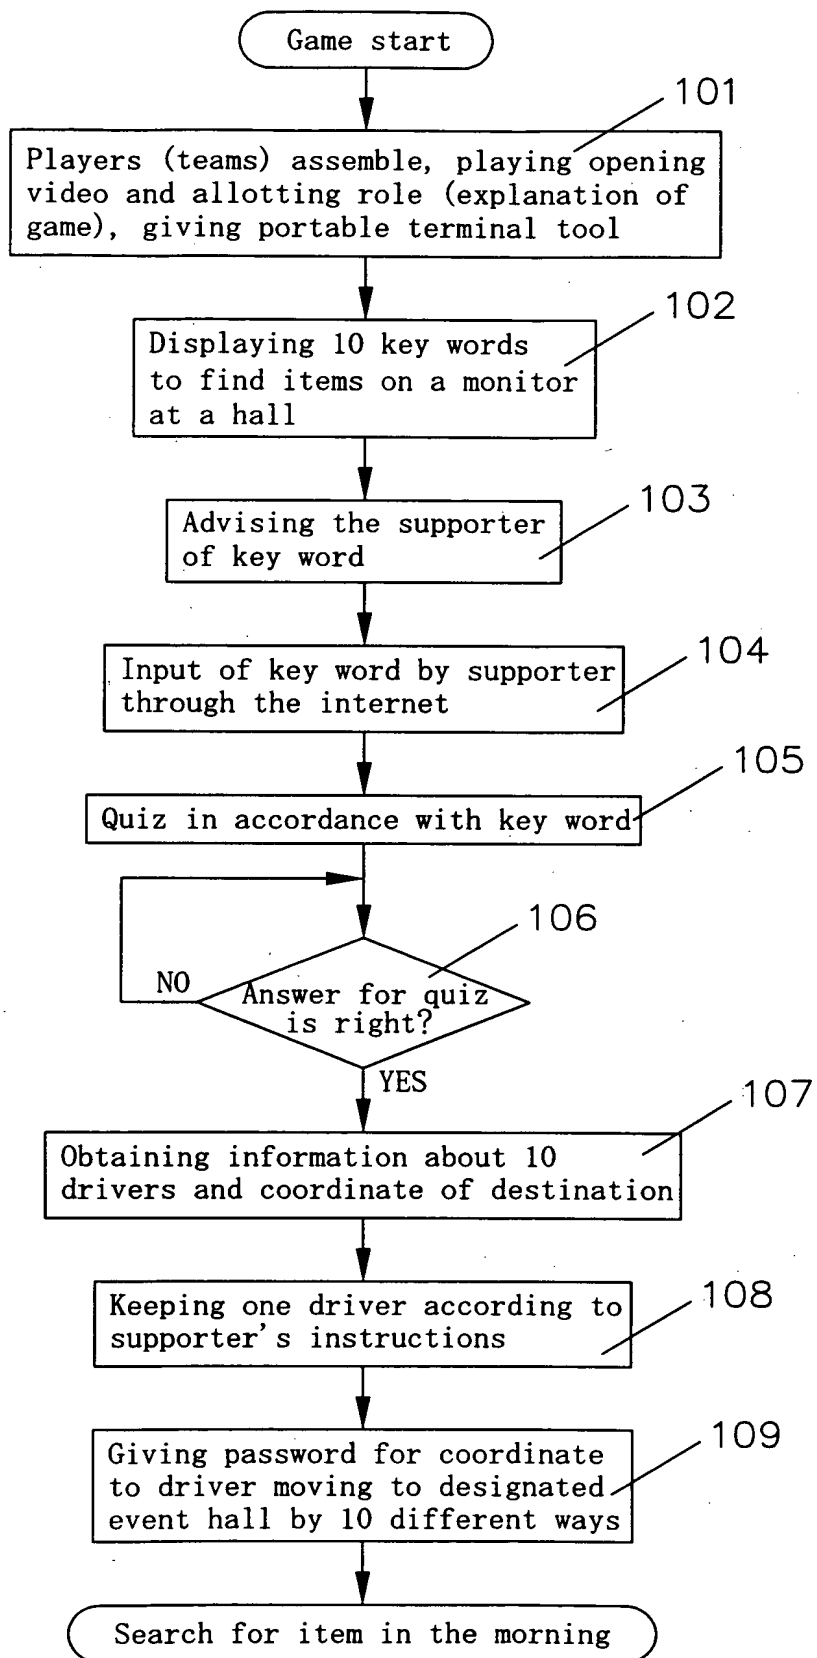 Game start
101
Players (teams) assemble, playing opening
video and allotting role (explanation of
game), giving portable terminal tool
102
Displaying 10 key words
to find items on a monitor
at a hall
103
Advising the supporter
of key word
104
Input of key word by supporter
through the internet
105
Quiz in accordance with key word
106
NO
Answer for quiz
is right?
YES
107
Obtaining information about 10
drivers and coordinate of destination
108
Keeping one driver according to
supporter's instructions
109
Giving password for coordinate
to driver moving to designated
event hall by 10 different ways
Search for item in the morning